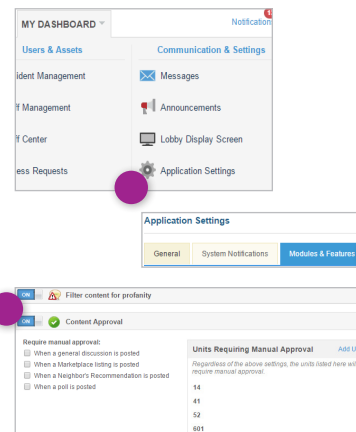 MY DASHBOARD
Notification
Users & Assets
Communication & Settings
ident Management
Messages
ff Management
Announcements
ff Center
Lobby Display Screen
ess Requests
Application Settings
Application Settings
General
System Notifications
Modules & Features
ON
Filter content for profanity
ON
Content Approval
Require manual approval:
When a general discussion is posted
When a Marketplace listing is posted
When a Neighbor's Recommendation is posted
When a poll is posted
Units Requiring Manual Approval
Add U
Regardless of the above settings, the units listed here wil
require manual approval.
14
41
52
601